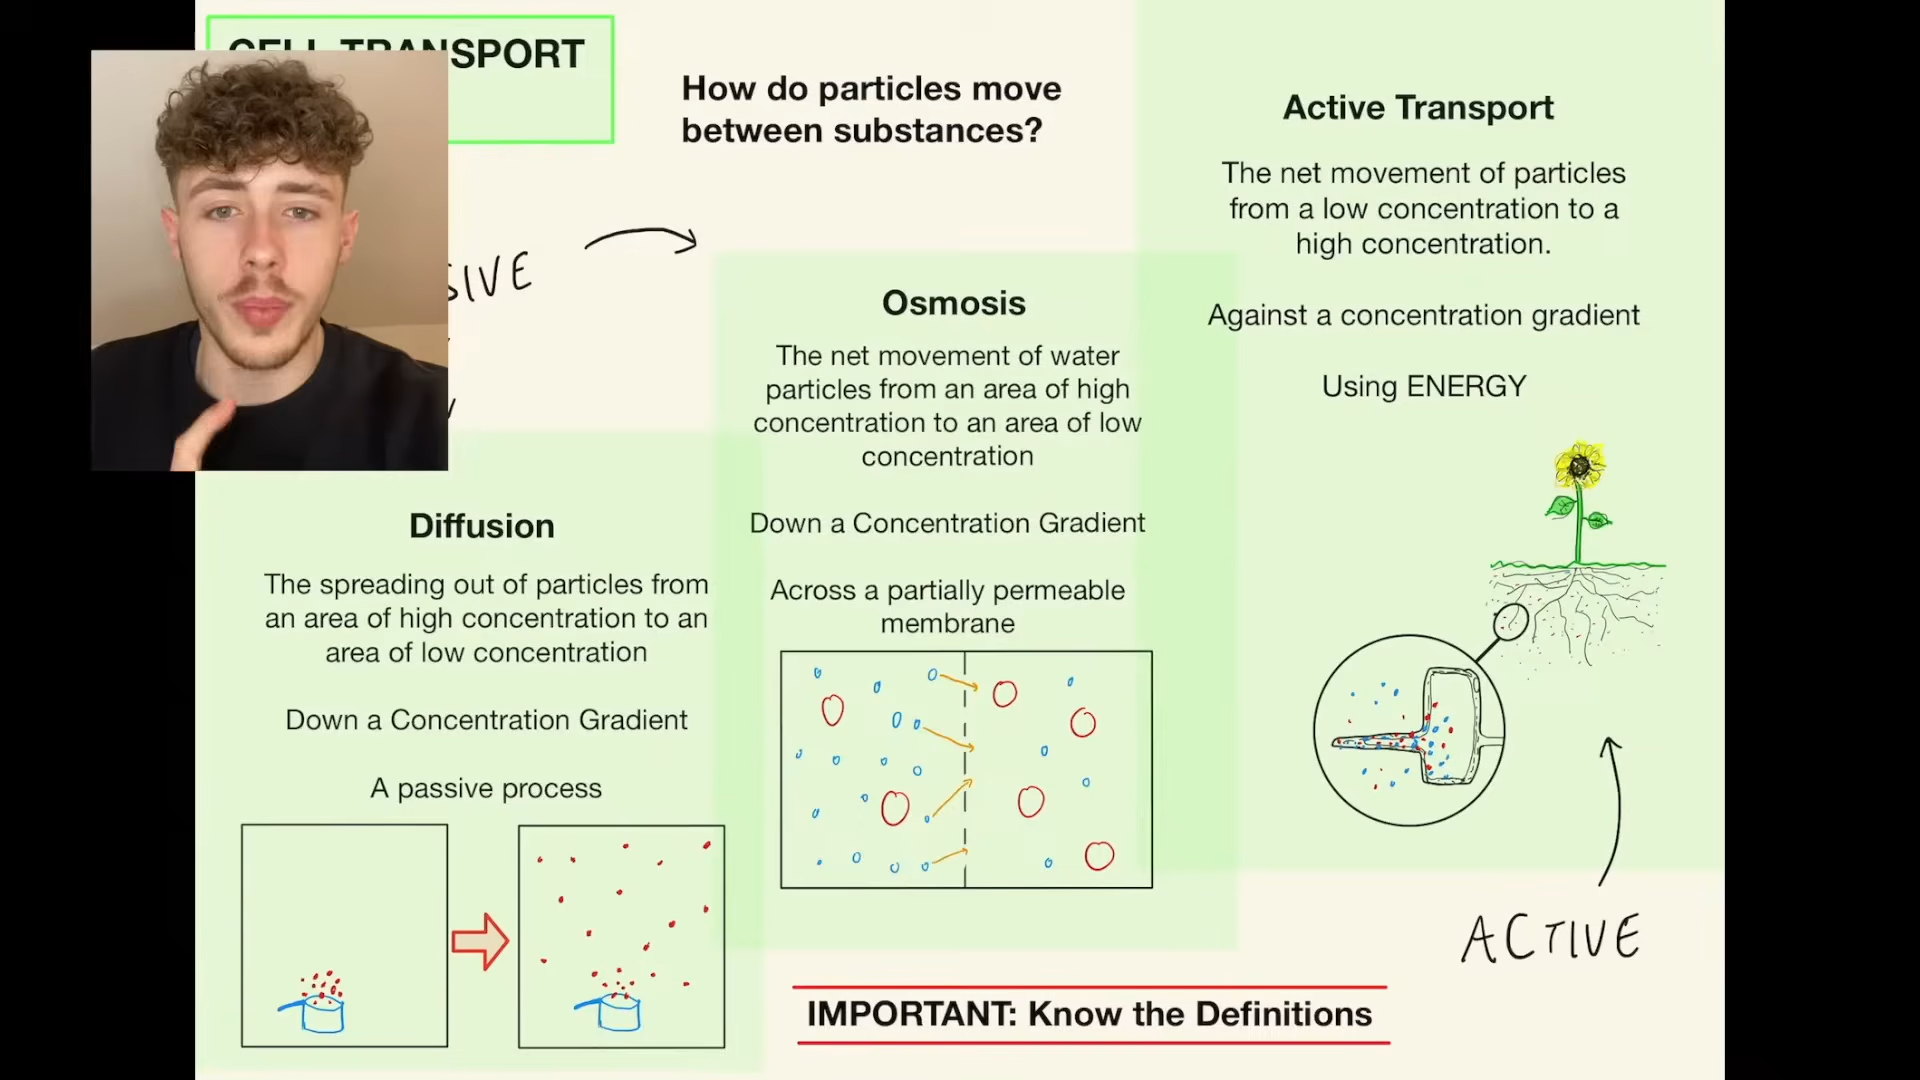 SPORT
How do particles move
between substances?
Active Transport
The net movement of particles
from a low concentration to a
high concentration.
Against a concentration gradient
Using ENERGY
Osmosis
The net movement of water
particles from an area of high
concentration to an area of low
concentration
Down a Concentration Gradient
Across a partially permeable
membrane
Diffusion
The spreading out of particles from
an area of high concentration to an
area of low concentration
Down a Concentration Gradient
A passive process
ACTIVE
IMPORTANT: Know the Definitions